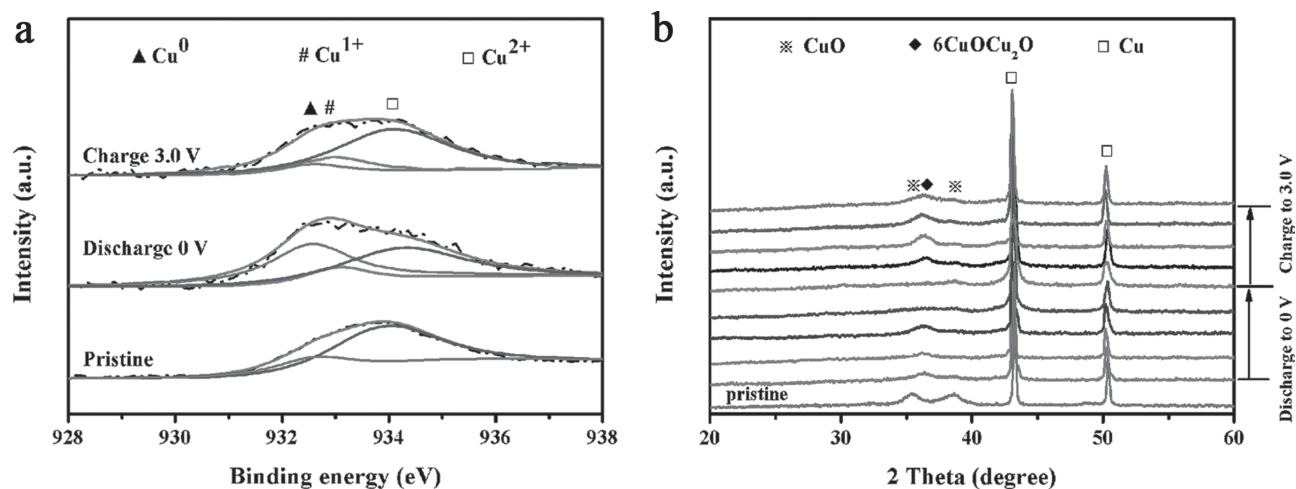 a
▲ Cu⁰ # Cu¹⁺ □ Cu²⁺
▲ # □
Charge 3.0 V
Discharge 0 V
Pristine
Intensity (a.u.)
928 930 932 934 936 938
Binding energy (eV)
b
※ CuO ◆ 6CuOCu₂O □ Cu
□
□
※ ◆ ※
pristine
Intensity (a.u.)
Charge to 3.0 V
Discharge to 0 V
20 30 40 50 60
2 Theta (degree)